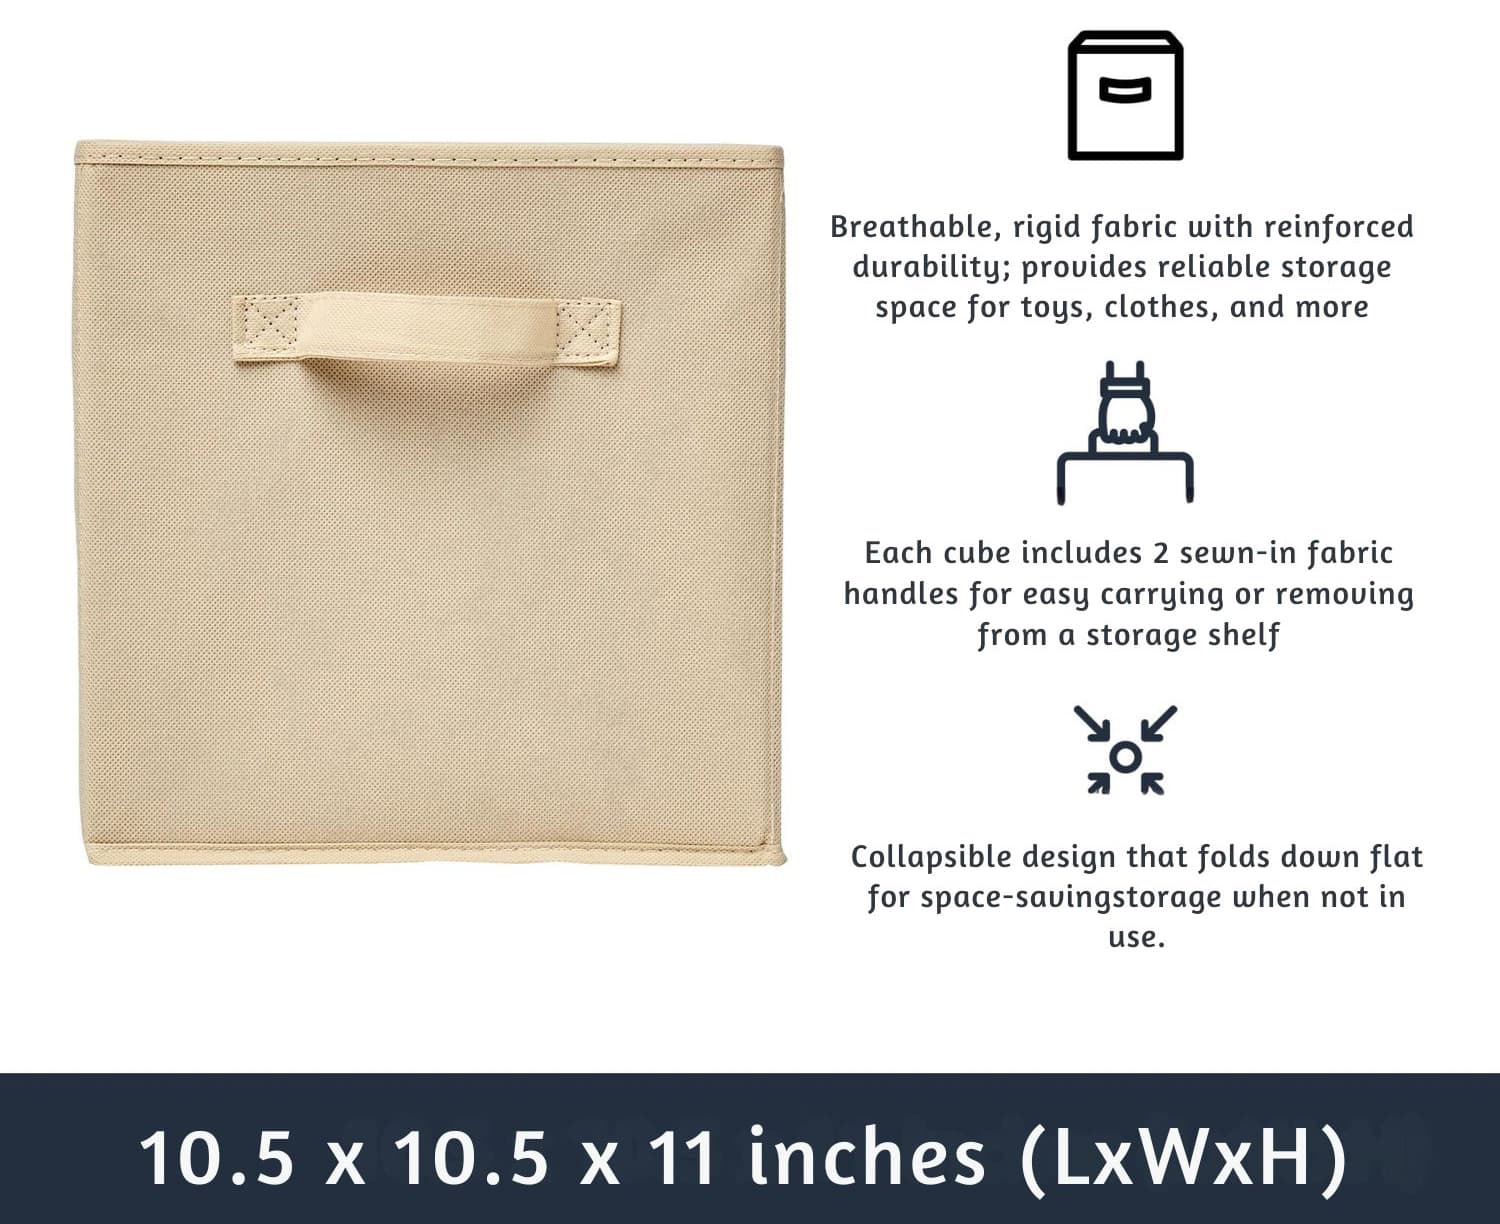 Breathable, rigid fabric with reinforced
durability; provides reliable storage
space for toys, clothes, and more
Each cube includes 2 sewn-in fabric
handles for easy carrying or removing
from a storage shelf
Collapsible design that folds down flat
for space-savingstorage when not in
use.
10.5 x 10.5 x 11 inches (LxWxH)